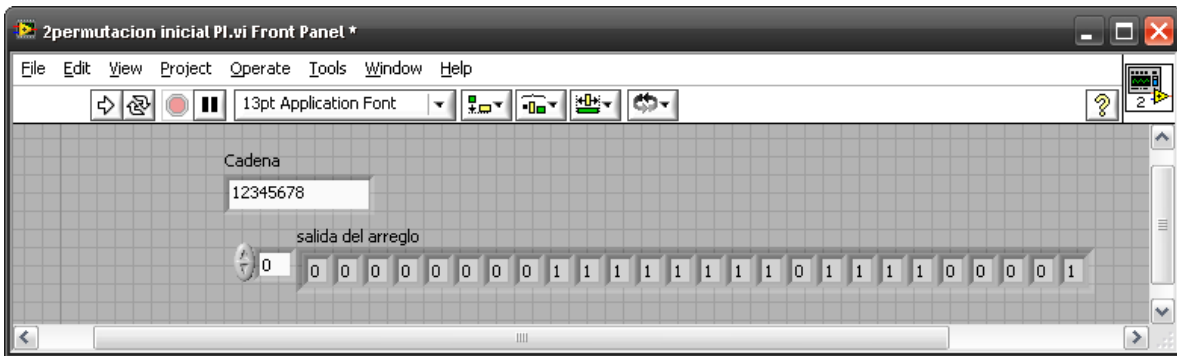 2permutacion inicial PI.vi Front Panel *
File Edit View Project Operate Tools Window Help
13pt Application Font
2
Cadena
12345678
salida del arreglo
0 0 0 0 0 0 0 0 0 1 1 1 1 1 1 1 1 0 1 1 1 1 0 0 0 0 1